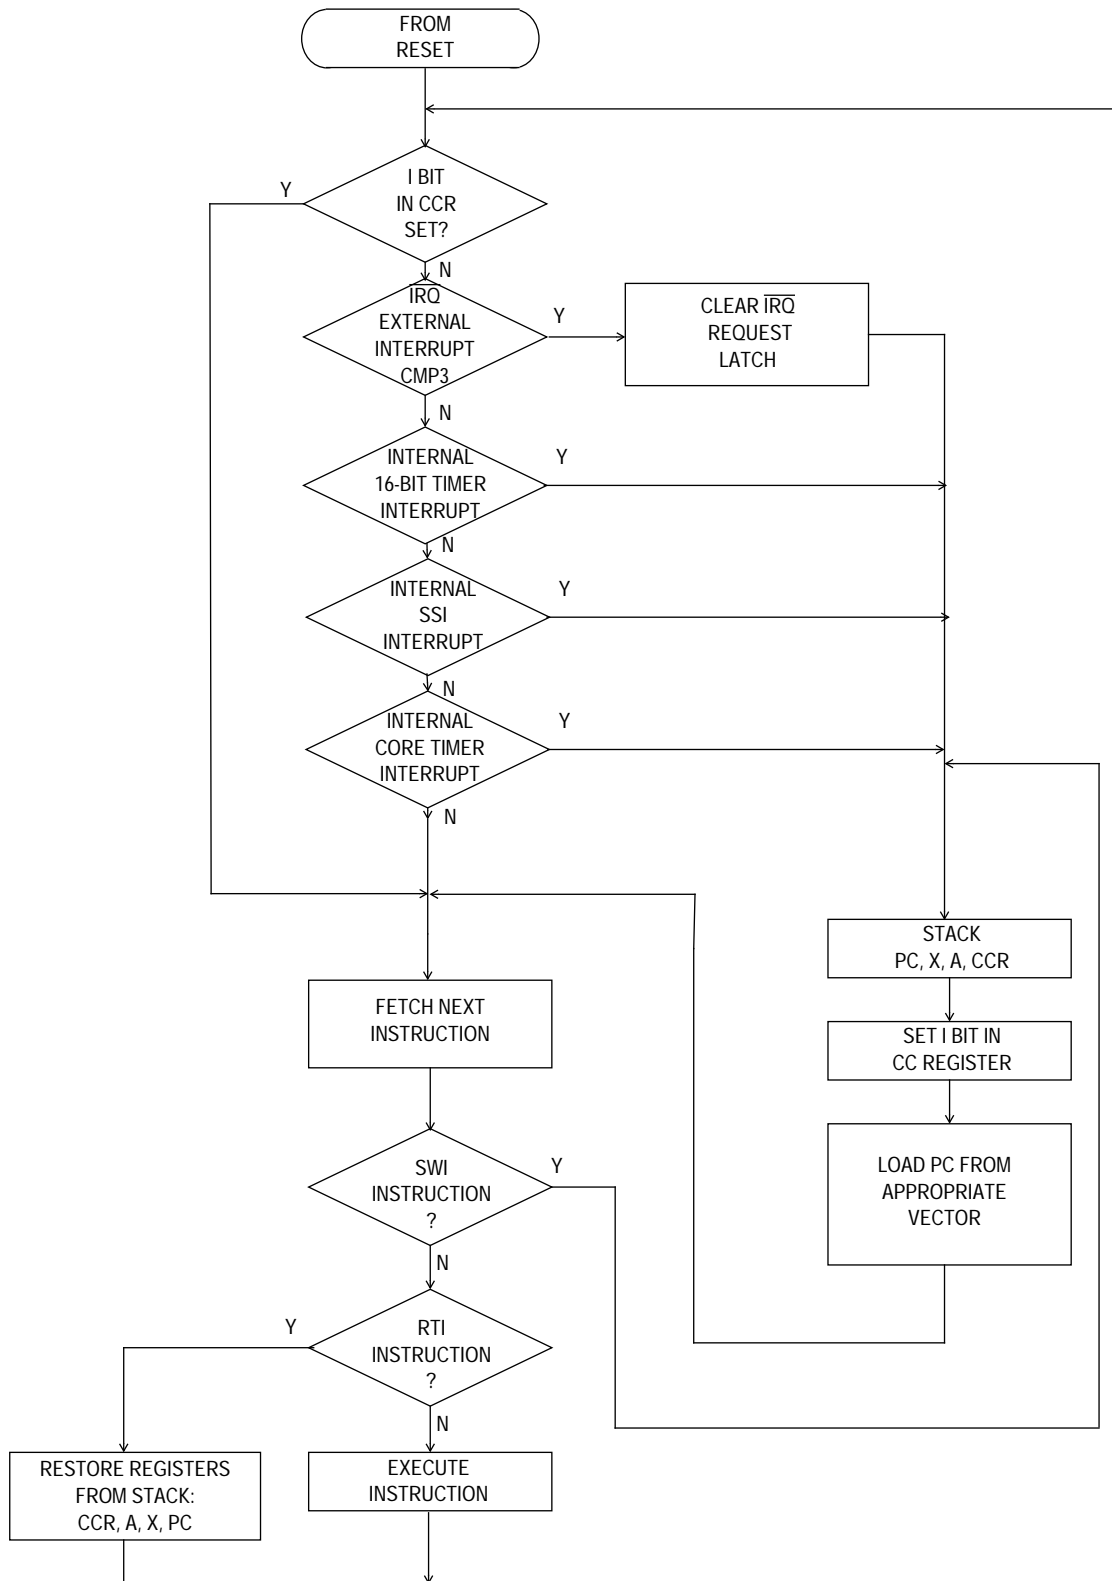 FROM
RESET
Y
I BIT
IN CCR
SET?
N
IRQ
EXTERNAL
INTERRUPT
CMP3
Y
CLEAR IRQ
REQUEST
LATCH
N
INTERNAL
16-BIT TIMER
INTERRUPT
Y
N
INTERNAL
SSI
INTERRUPT
Y
N
INTERNAL
CORE TIMER
INTERRUPT
Y
N
STACK
PC, X, A, CCR
SET I BIT IN
CC REGISTER
LOAD PC FROM
APPROPRIATE
VECTOR
FETCH NEXT
INSTRUCTION
SWI
INSTRUCTION
?
Y
N
Y
RTI
INSTRUCTION
?
N
RESTORE REGISTERS
FROM STACK:
CCR, A, X, PC
EXECUTE
INSTRUCTION